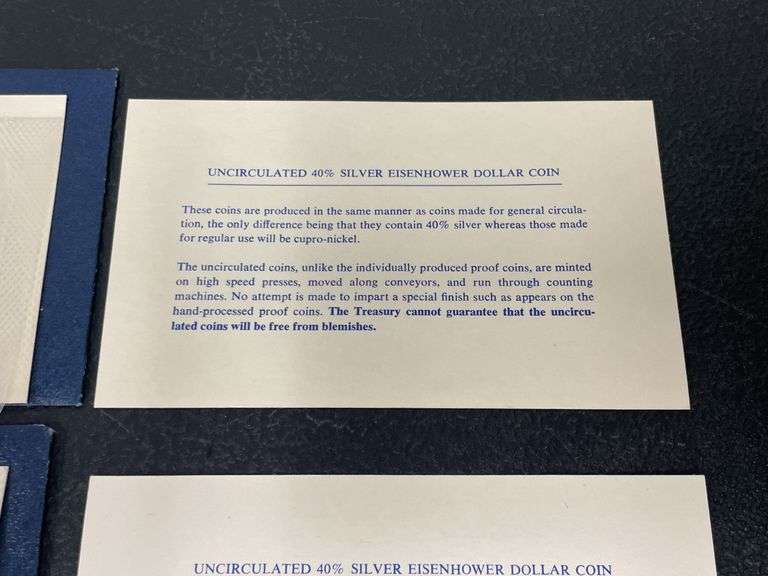 UNCIRCULATED 40% SILVER EISENHOWER DOLLAR COIN
These coins are produced in the same manner as coins made for general circula-
tion, the only difference being that they contain 40% silver whereas those made
for regular use will be cupro-nickel.
The uncirculated coins, unlike the individually produced proof coins, are minted
on high speed presses, moved along conveyors, and run through counting
machines. No attempt is made to impart a special finish such as appears on the
hand-processed proof coins. The Treasury cannot guarantee that the uncircu-
lated coins will be free from blemishes.
UNCIRCULATED 40% SILVER EISENHOWER DOLLAR COIN